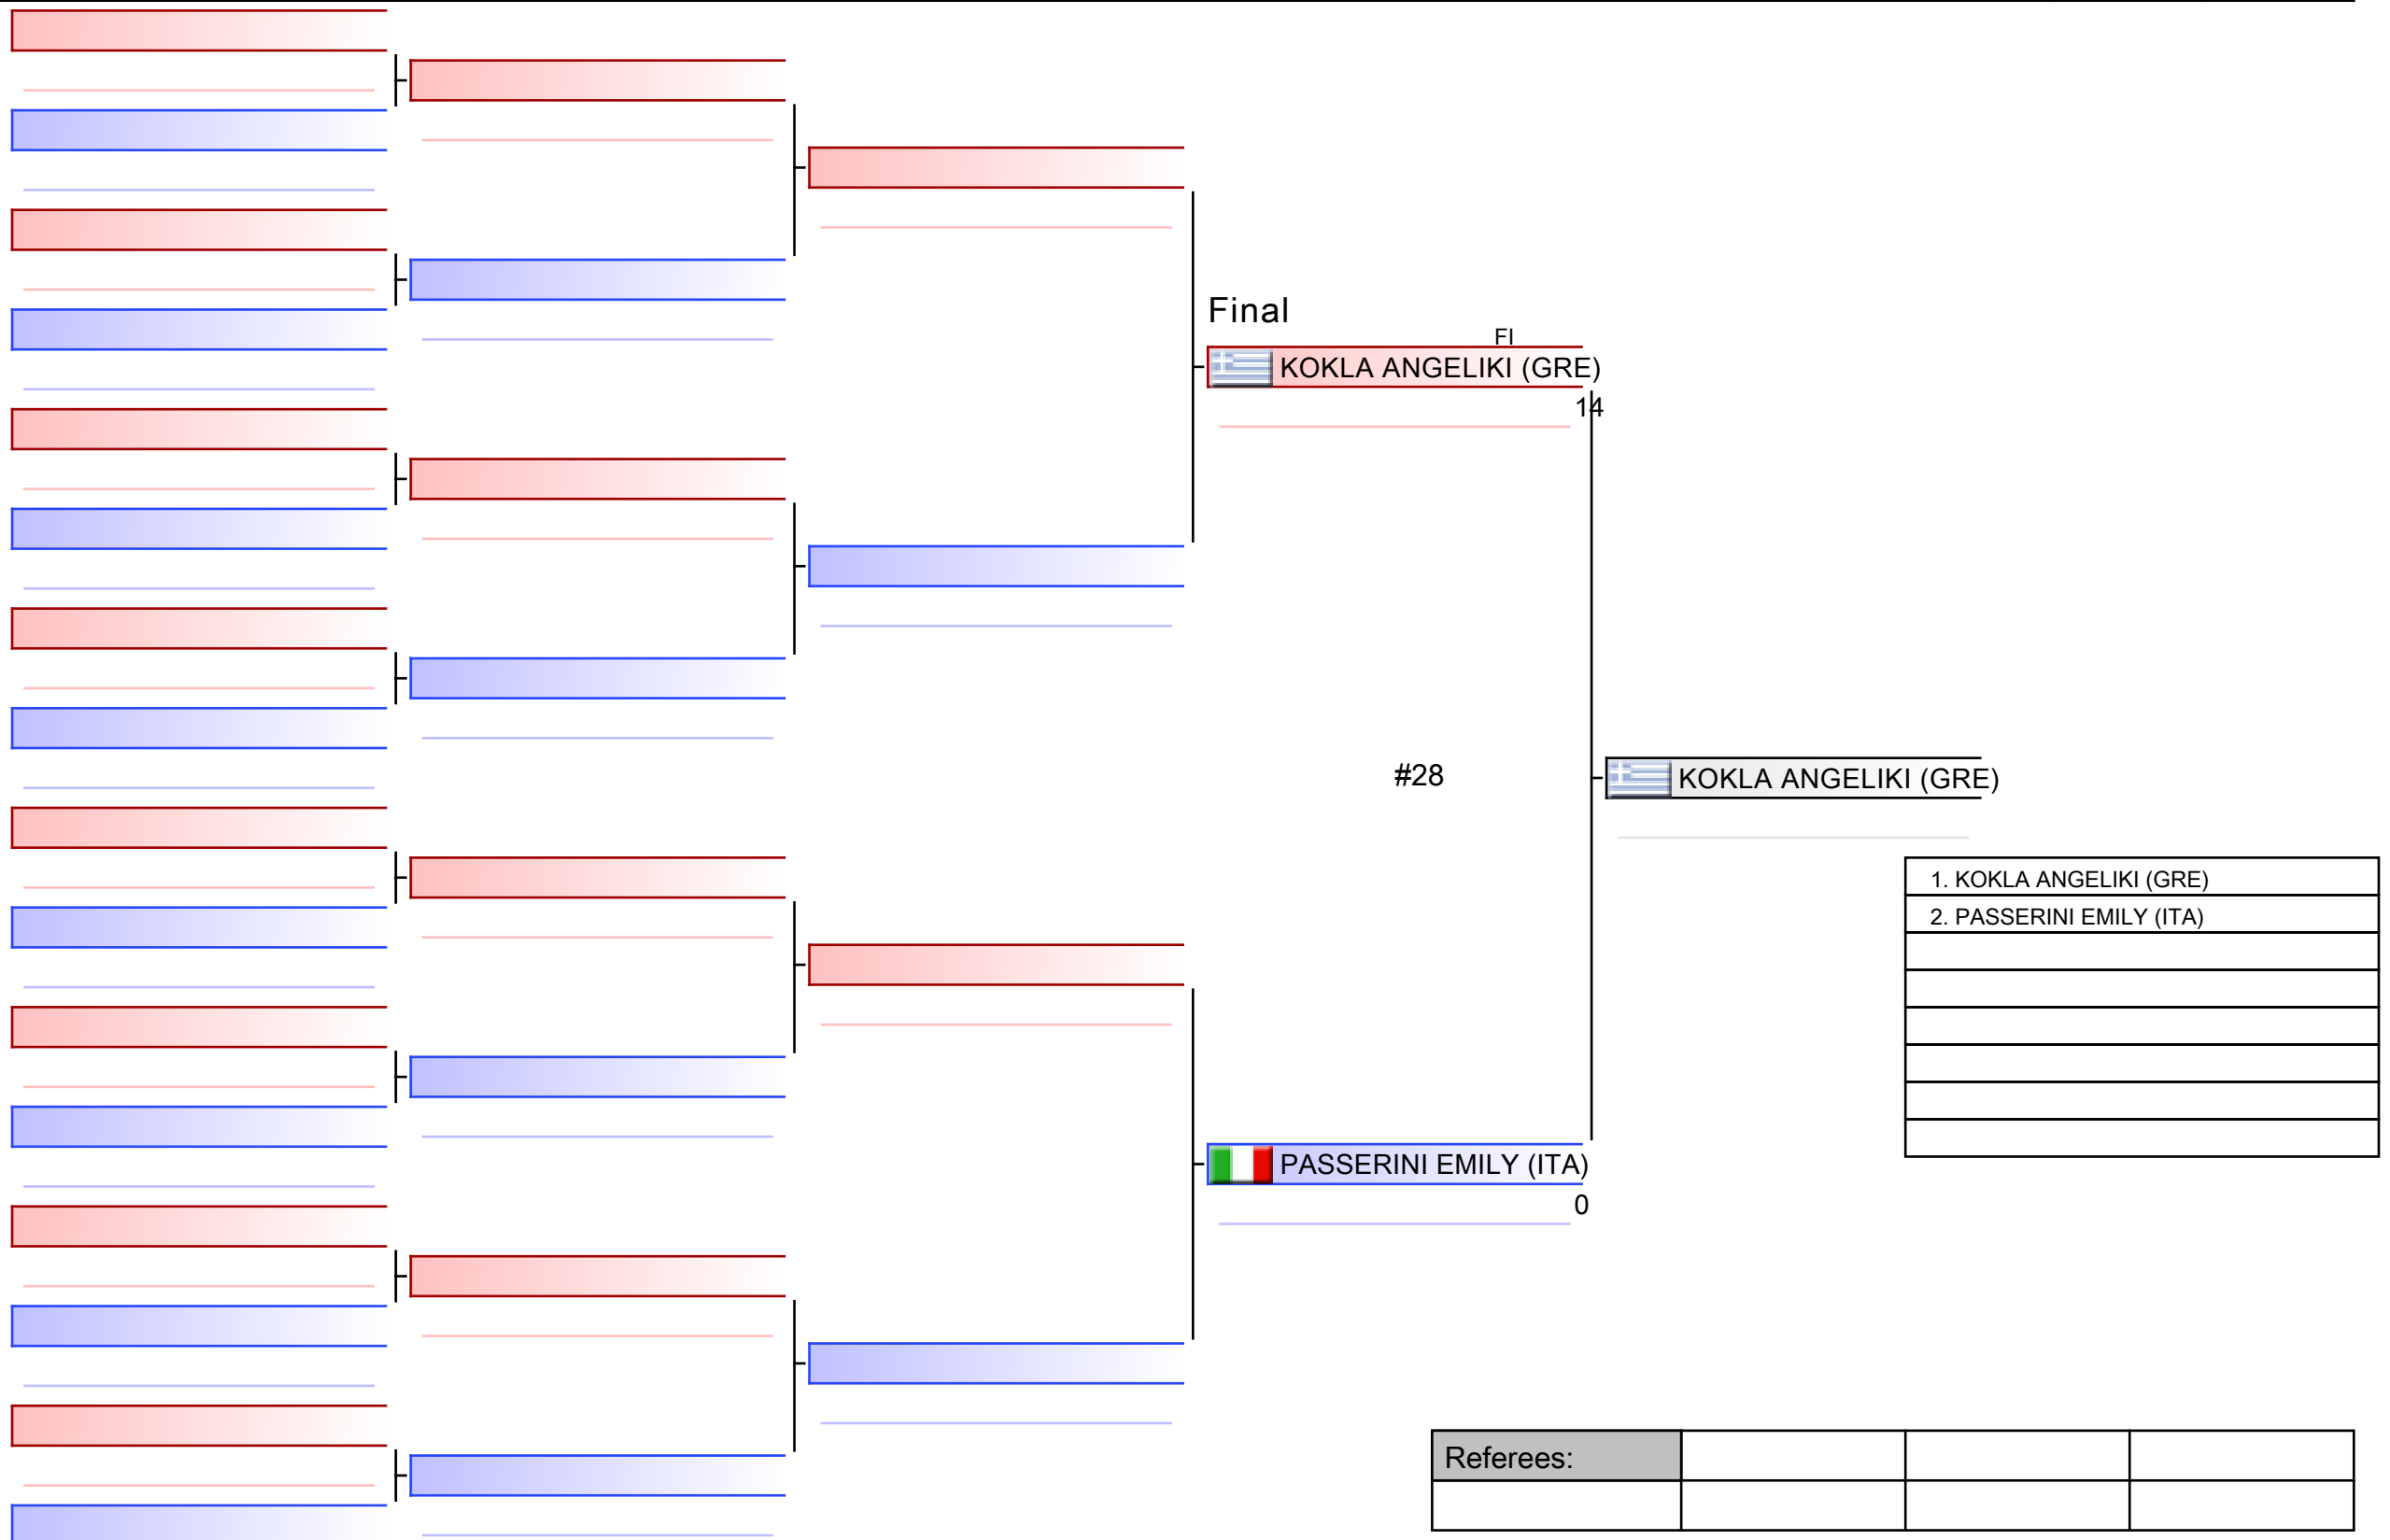 Final
FI
KOKLA ANGELIKI (GRE)
14
#28
KOKLA ANGELIKI (GRE)
1. KOKLA ANGELIKI (GRE)
2. PASSERINI EMILY (ITA)
PASSERINI EMILY (ITA)
0
Referees: